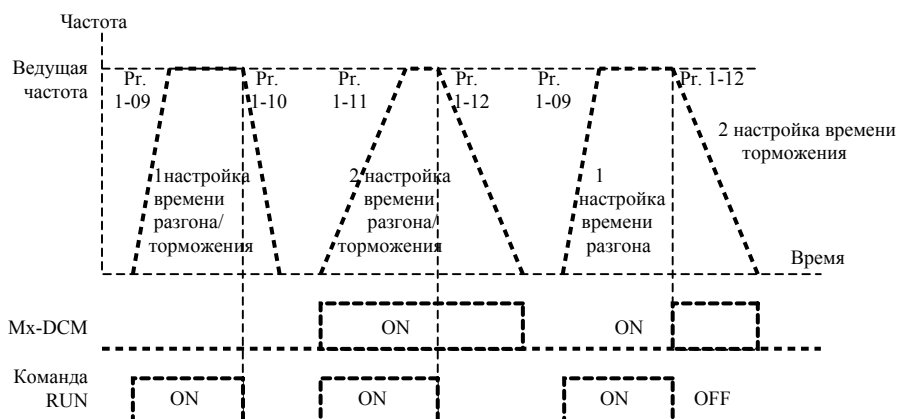 Частота
Ведущая
частота
Pr.
1-09
Pr.
1-10
Pr.
1-11
Pr.
1-12
Pr.
1-09
Pr. 1-12
2 настройка времени
торможения
1настройка
времени
разгона/
торможения
2 настройка
времени
разгона/
торможения
1
настройка
времени
разгона
Время
Mx-DCM
ON
ON
Команда
RUN
ON
ON
ON
OFF